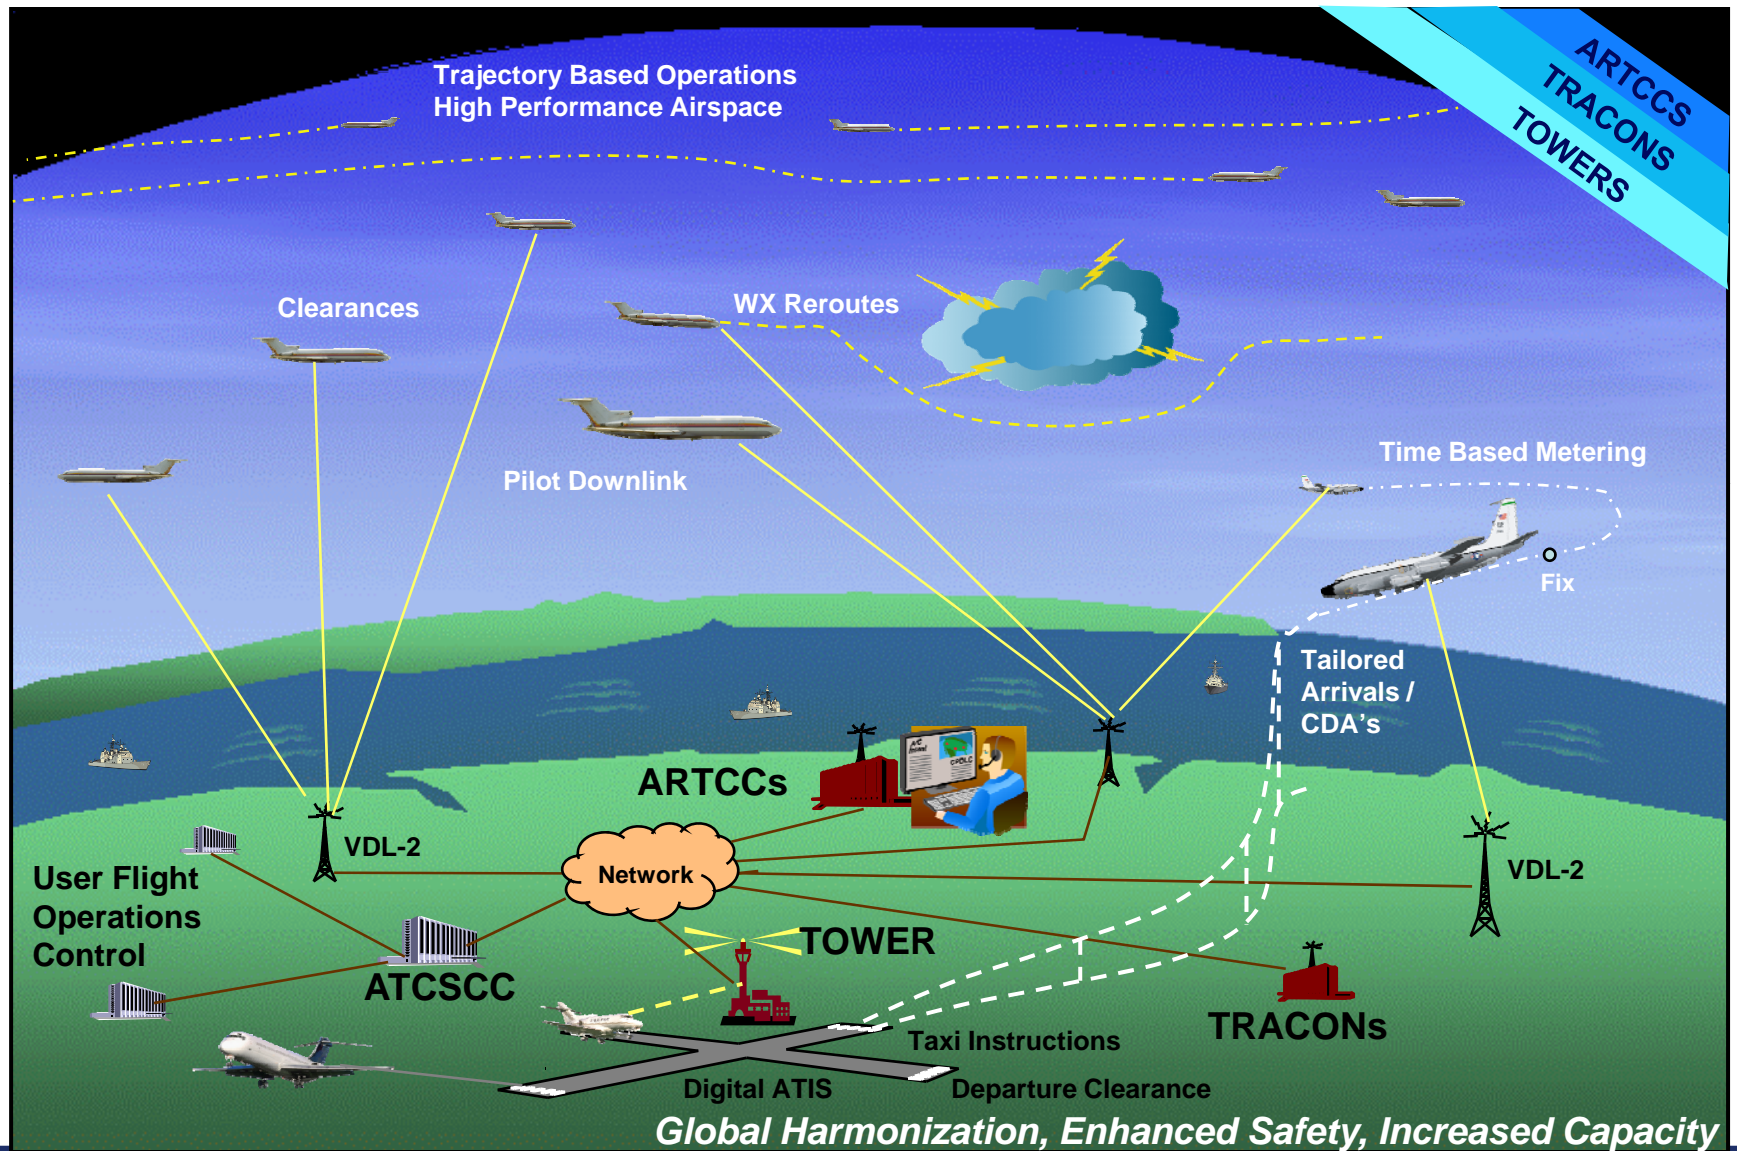 Trajectory Based Operations
High Performance Airspace
ARTCCS
TRACONS
TOWERS
Clearances
WX Reroutes
Time Based Metering
Pilot Downlink
Fix
Tailored
Arrivals /
CDA's
ARTCCs
CPDLC
VDL-2
User Flight
Operations
Control
Network
VDL-2
TOWER
ATCSCC
TRACONs
Taxi Instructions
Digital ATIS
Departure Clearance
Global Harmonization, Enhanced Safety, Increased Capacity